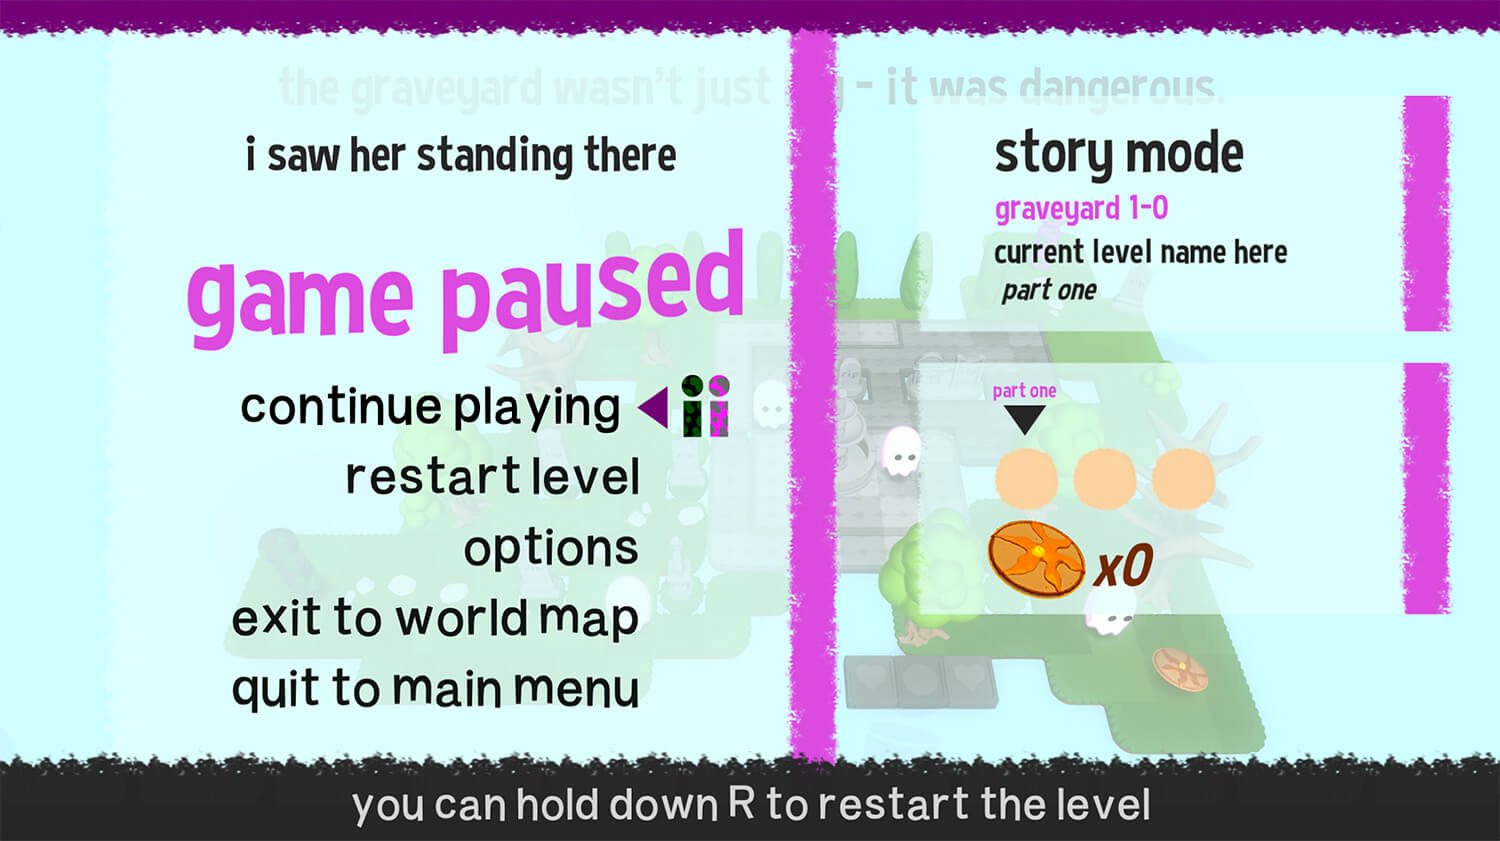 the graveyard wasn't just - it was dangerous.
i saw her standing there
game paused
continue playing
restart level
options
exit to world map
quit to main menu
story mode
graveyard 1-0
current level name here
part one
part one
x0
you can hold down R to restart the level